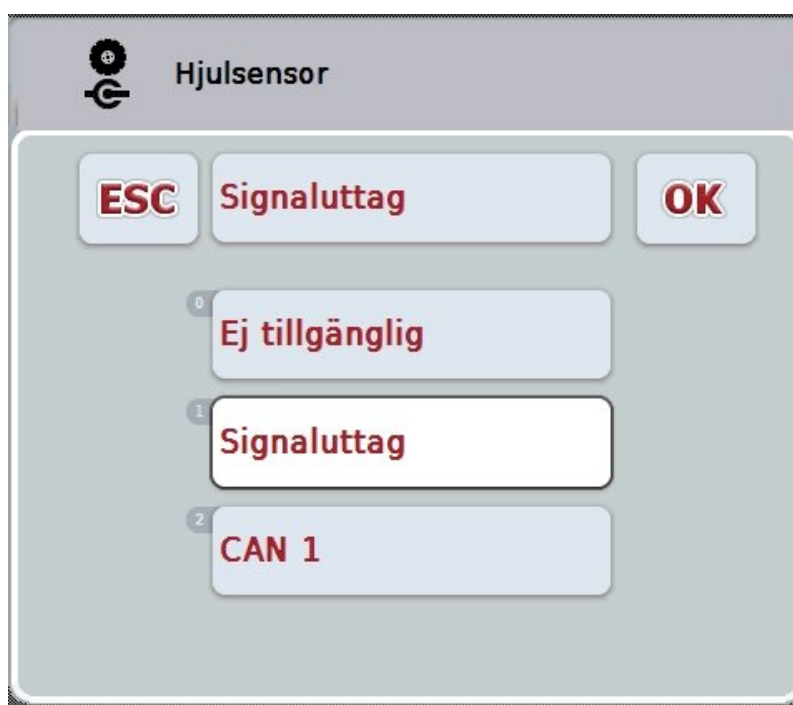 Hjulsensor
ESC Signaluttag OK
0
Ej tillgänglig
1
Signaluttag
2
CAN 1